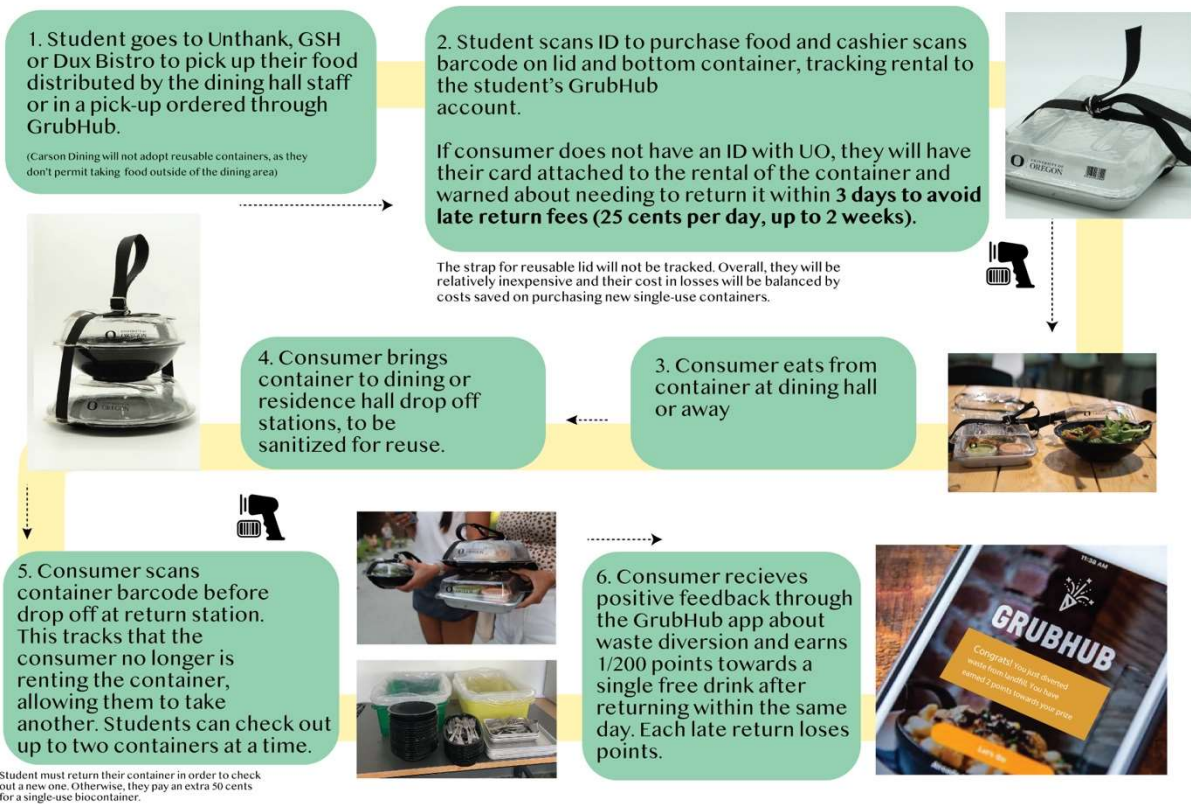 1. Student goes to Unthank, GSH
or Dux Bistro to pick up their food
distributed by the dining hall staff
or in a pick-up ordered through
GrubHub.
(Carson Dining will not adopt reusable containers, as they
don't permit taking food outside of the dining area)
2. Student scans ID to purchase food and cashier scans
barcode on lid and bottom container, tracking rental to
the student's GrubHub
account.
If consumer does not have an ID with UO, they will have
their card attached to the rental of the container and
warned about needing to return it within 3 days to avoid
late return fees (25 cents per day, up to 2 weeks).
The strap for reusable lid will not be tracked. Overall, they will be
relatively inexpensive and their cost in losses will be balanced by
costs saved on purchasing new single-use containers.
O UNIVERSITY OF
OREGON
O UNIVERSITY OF
OREGON
O
OREGON
3. Consumer eats from
container at dining hall
or away
4. Consumer brings
container to dining or
residence hall drop off
stations, to be
sanitized for reuse.
5. Consumer scans
container barcode before
drop off at return station.
This tracks that the
consumer no longer is
renting the container,
allowing them to take
another. Students can check out
up to two containers at a time.
Student must return their container in order to check
out a new one. Otherwise, they pay an extra 50 cents
for a single-use biocontainer.
6. Consumer recieves
positive feedback through
the GrubHub app about
waste diversion and earns
1/200 points towards a
single free drink after
returning within the same
day. Each late return loses
points.
11:38 AM
GRUBHUB
Congrats! You just diverted
waste from landfill. You have
earned 2 points towards your prize
Let's Go